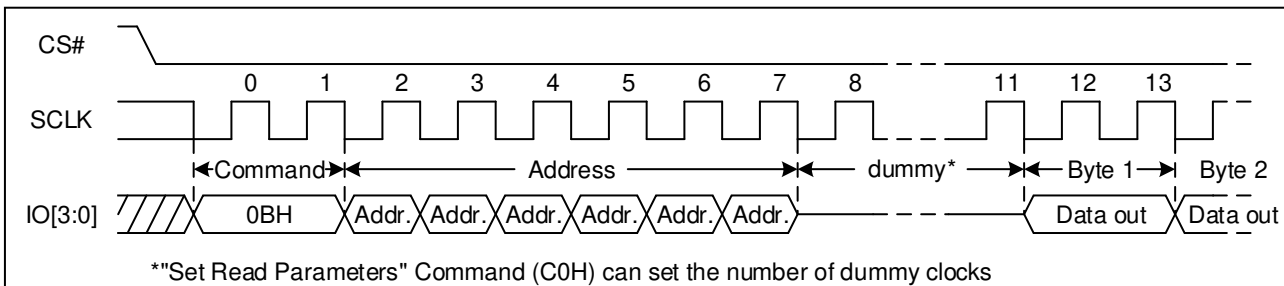 CS#
0 1 2 3 4 5 6 7 8 11 12 13
SCLK
Command Address dummy* Byte 1 Byte 2
IO[3:0] 0BH Addr. Addr. Addr. Addr. Addr. Addr. Data out Data out
*"Set Read Parameters" Command (C0H) can set the number of dummy clocks